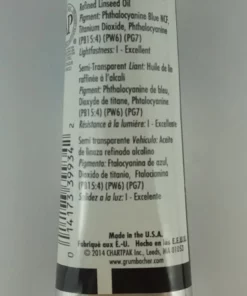 Refined Linseed Oil
Pigment: Phthalocyanine Blue NCF,
Titanium Dioxide, Phthalocyanine
(PB15:4) (PW6) (PG7)
Lightfastness: I - Excellent
Semi-Transparent Liant: Huile de lin
raffinée à l'alcali
Pigment: Phthalocyanine de bleu,
Dioxyde de titane, Phtalocyanine
(PB15:4) (PW6) (PG7)
Résistance à la lumière: I - Excellent
Semi-transparente Vehículo: Aceite
de linaza refinado alcalino
Pigmento: Ftalocyanina de azul,
Dióxido de titanio, Ftalocianina
(PB15:4) (PW6) (PG7)
Solidez a la luz: I - Excelente
Made in the U.S.A.
Fabriqué aux É.-U. Hecho en los E.E.U.U.
© 2014 CHARTPAK Inc., Leeds, MA 01053
www.grumbacher.com